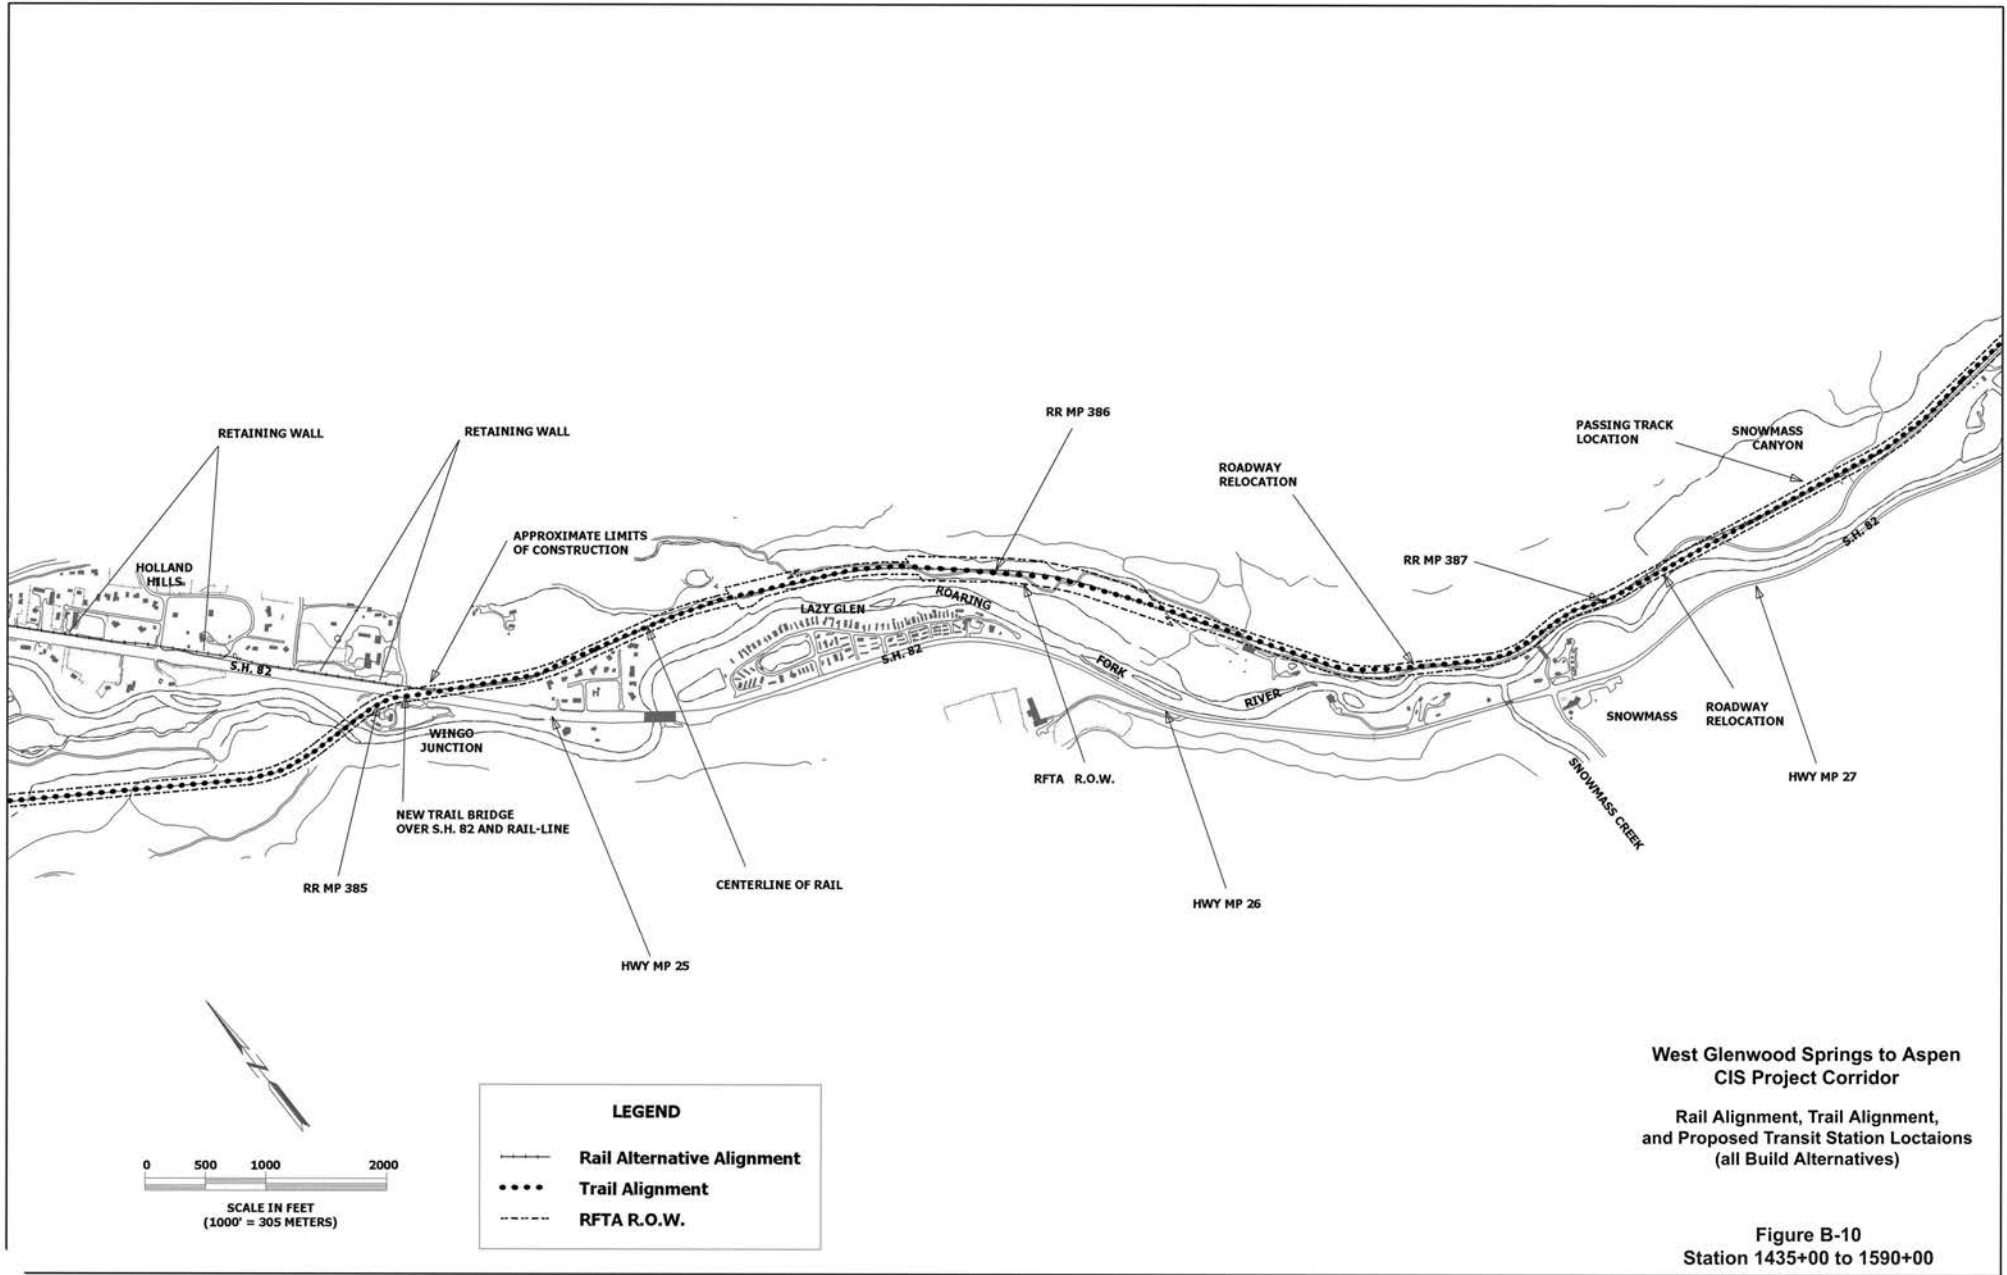 RR MP 386
RETAINING WALL
RETAINING WALL
PASSING TRACK
LOCATION
SNOWMASS
CANYON
ROADWAY
RELOCATION
APPROXIMATE LIMITS
OF CONSTRUCTION
S.H. 82
RR MP 387
HOLLAND
HILLS
ROARING
LAZY GLEN
S.H. 82
S.H. 82
FORK
RIVER
SNOWMASS
ROADWAY
RELOCATION
WINGO
JUNCTION
RFTA R.O.W.
HWY MP 27
SNOWMASS CREEK
NEW TRAIL BRIDGE
OVER S.H. 82 AND RAIL-LINE
RR MP 385
CENTERLINE OF RAIL
HWY MP 26
HWY MP 25
N
0 500 1000 2000
SCALE IN FEET
(1000' = 305 METERS)
LEGEND
Rail Alternative Alignment
Trail Alignment
RFTA R.O.W.
West Glenwood Springs to Aspen
CIS Project Corridor
Rail Alignment, Trail Alignment,
and Proposed Transit Station Loctaions
(all Build Alternatives)
Figure B-10
Station 1435+00 to 1590+00